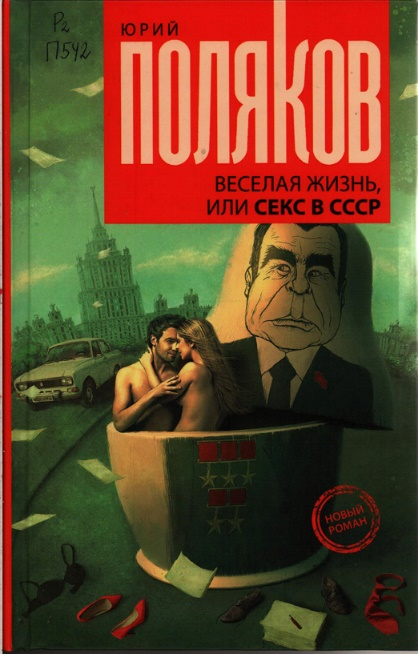 Р2
П542
ЮРИЙ
ПОЛЯКОВ
ВЕСЕЛАЯ ЖИЗНЬ,
ИЛИ СЕКС В СССР
НОВЫЙ
РОМАН